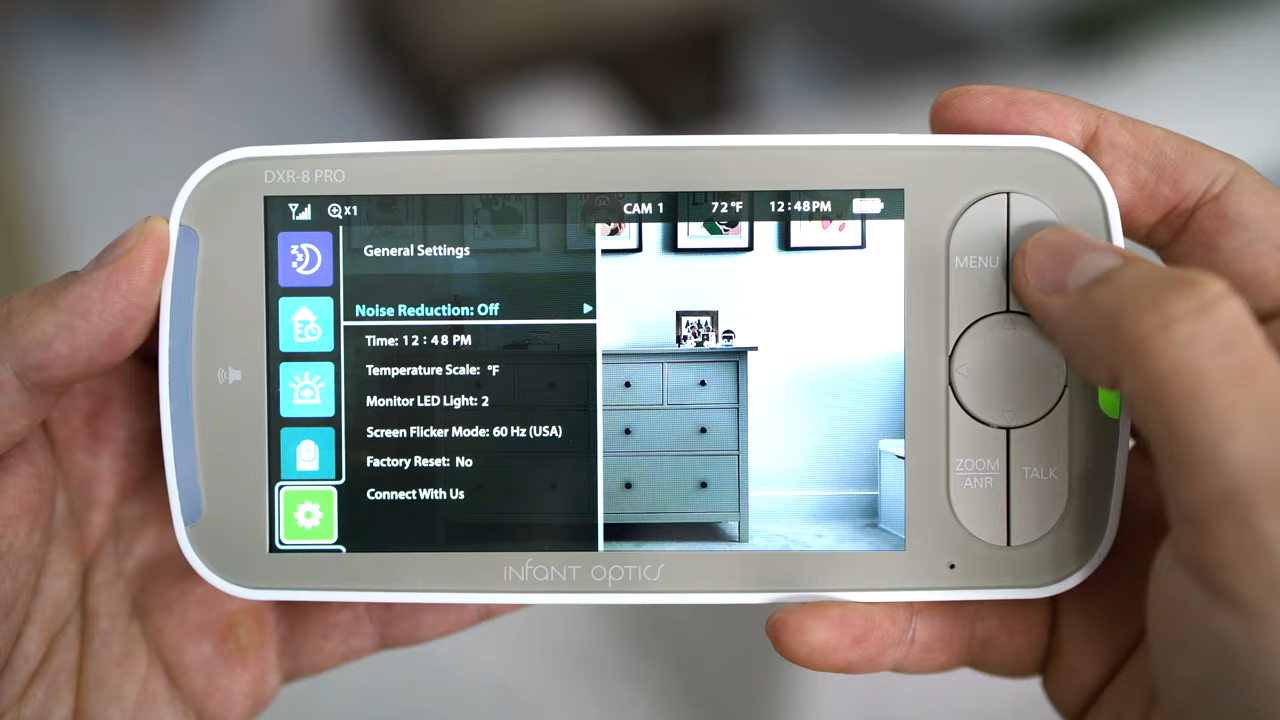 DXR-8 PRO
X1 CAM 1 72°F 12:48PM
General Settings
Noise Reduction: Off
Time: 12 : 48 PM
Temperature Scale: °F
Monitor LED Light: 2
Screen Flicker Mode: 60 Hz (USA)
Factory Reset: No
Connect With Us
MENU
ZOOM
ANR
TALK
INFANT OPTICS